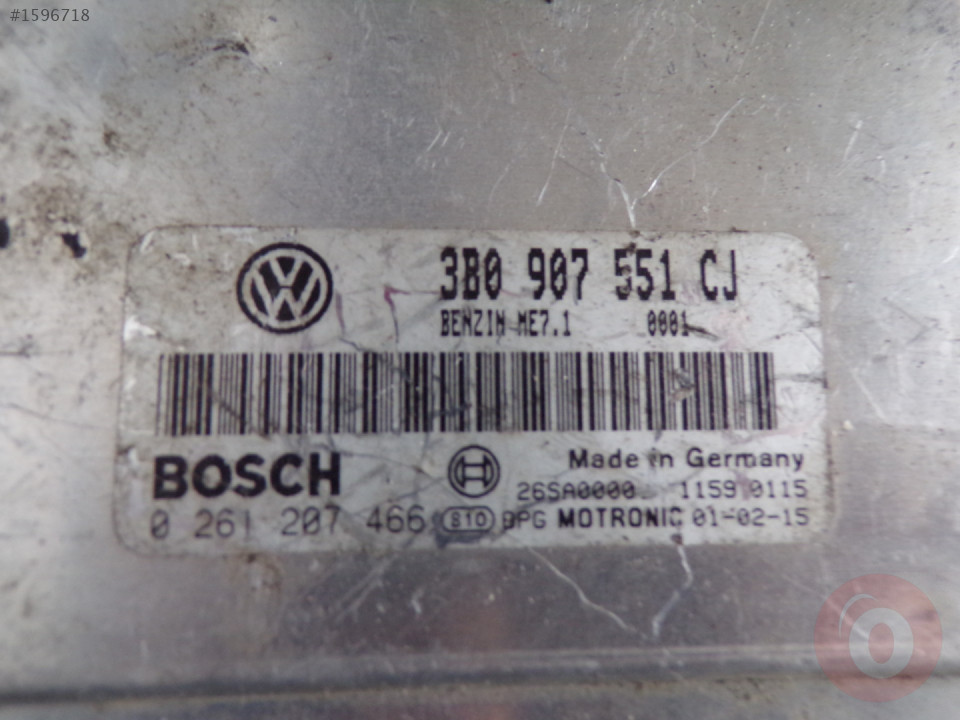 #1596718
3B0 907 551 CJ
BENZIN ME7.1 0001
BOSCH
Made in Germany
26SA0000 1159 0115
0 261 207 466 S10 BPG MOTRONIC 01-02-15